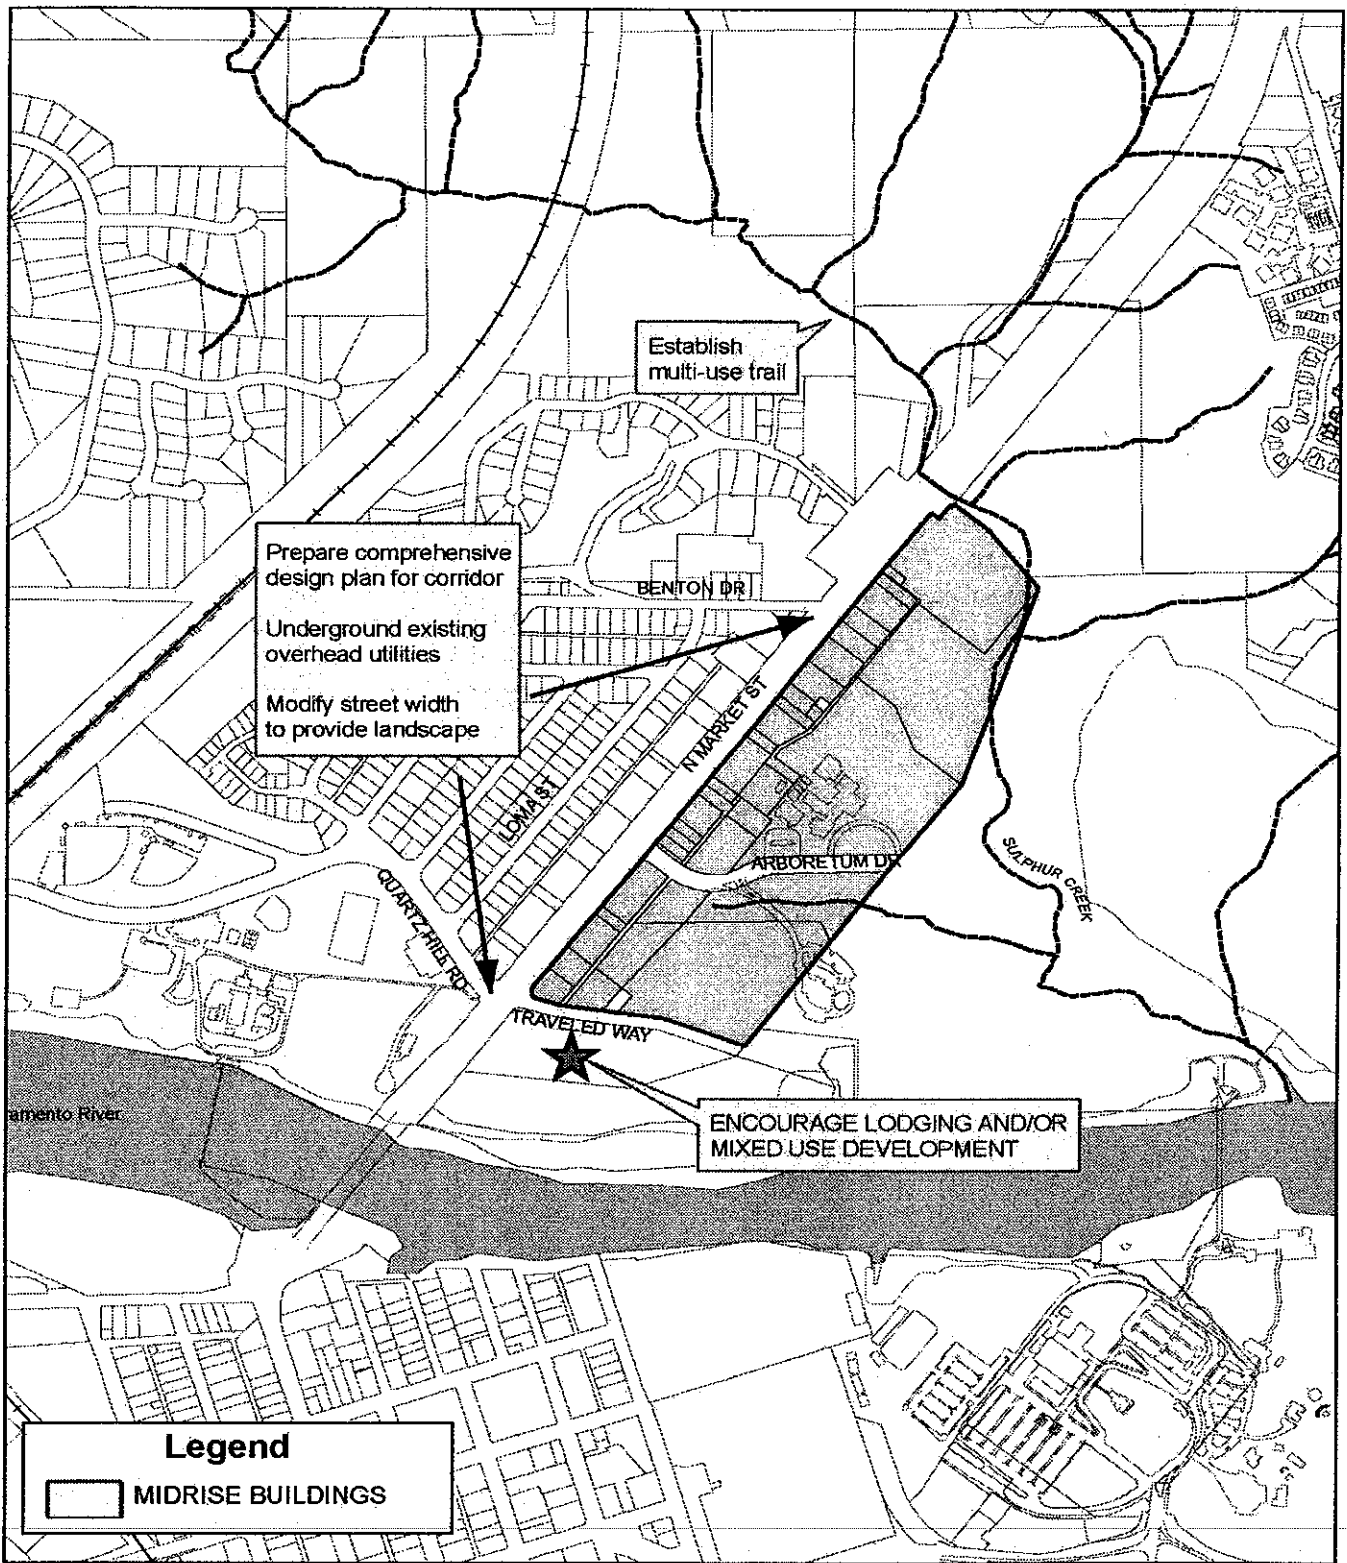 Establish
multi-use trail
Prepare comprehensive
design plan for corridor
Underground existing
overhead utilities
Modify street width
to provide landscape
BENTON DR
N MARKET ST
LOMA ST
ARBORETUM DR
SULPHUR CREEK
QUARTZ HILL RD
TRAVELED WAY
amento River
ENCOURAGE LODGING AND/OR
MIXED USE DEVELOPMENT
Legend
MIDRISE BUILDINGS